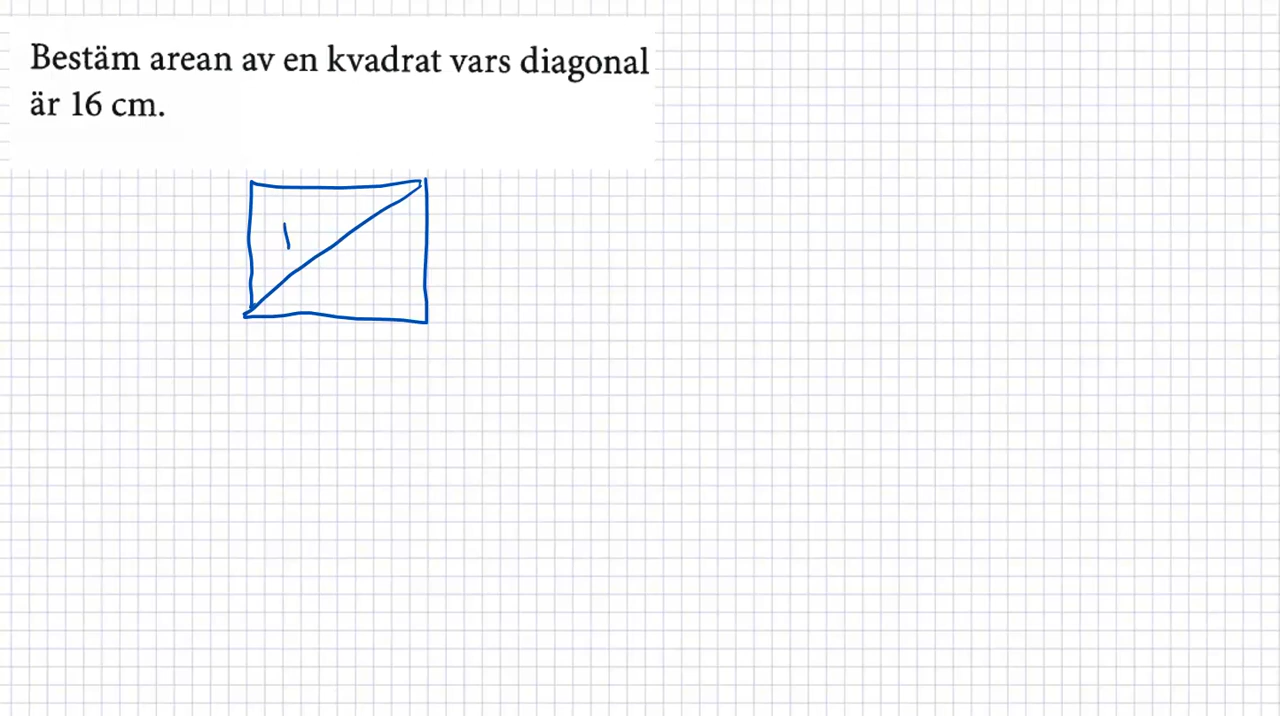 Bestäm arean av en kvadrat vars diagonal
är 16 cm.